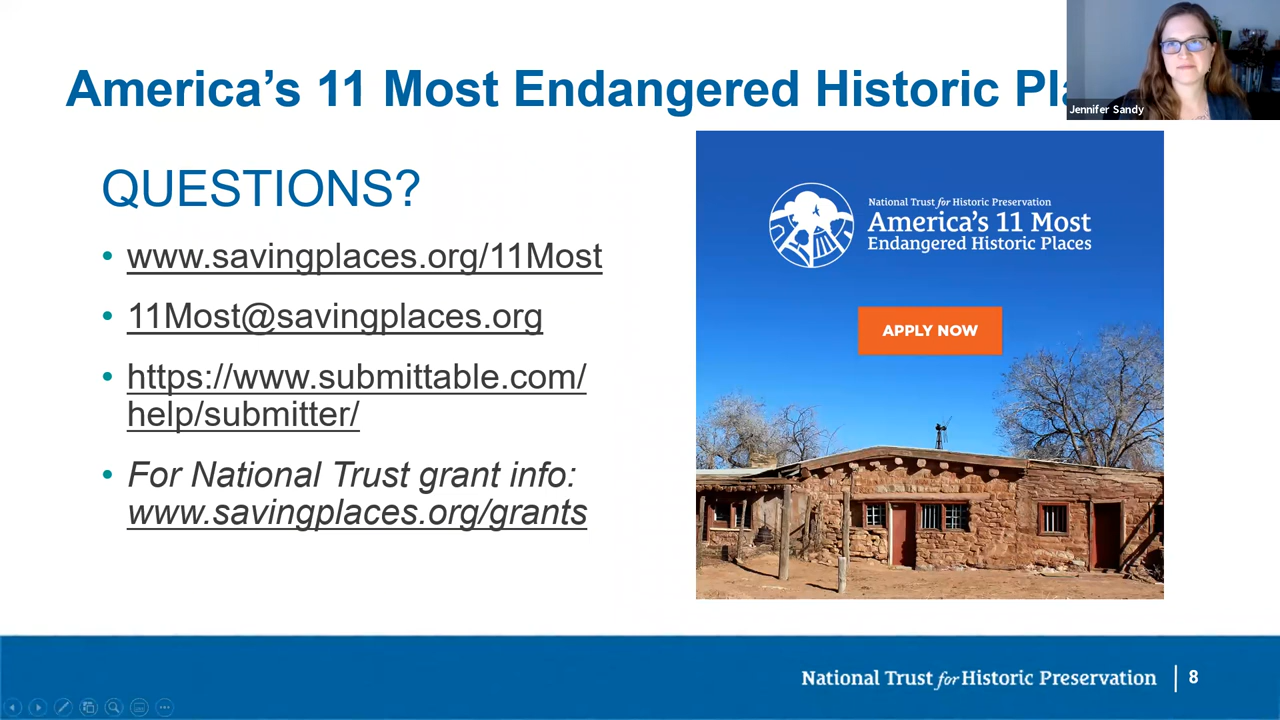 America’s 11 Most Endangered Historic Pla
Jennifer Sandy
QUESTIONS?
• www.savingplaces.org/11Most
• 11Most@savingplaces.org
• https://www.submittable.com/
help/submitter/
• For National Trust grant info:
www.savingplaces.org/grants
National Trust for Historic Preservation
America’s 11 Most
Endangered Historic Places
APPLY NOW
National Trust for Historic Preservation | 8